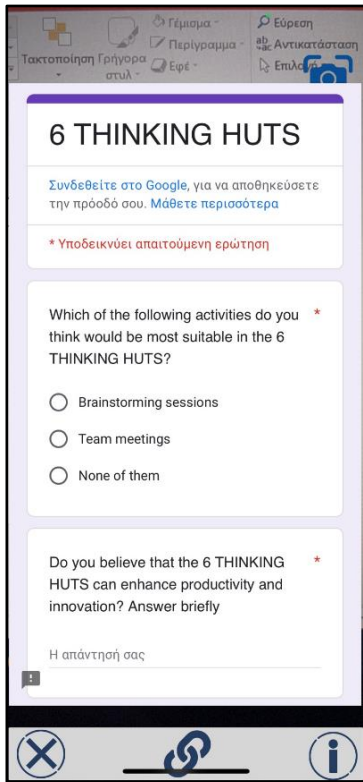 Γέμισμα
Περίγραμμα
Εφέ
Τακτοποίηση Γρήγορα
στυλ
Εύρεση
Αντικατάσταση
6 THINKING HUTS
Συνδεθείτε στο Google, για να αποθηκεύσετε
την πρόοδό σου. Μάθετε περισσότερα
* Υποδεικνύει απαιτούμενη ερώτηση
Which of the following activities do you *
think would be most suitable in the 6
THINKING HUTS?
Brainstorming sessions
Team meetings
None of them
Do you believe that the 6 THINKING *
HUTS can enhance productivity and
innovation? Answer briefly
Η απάντησή σας